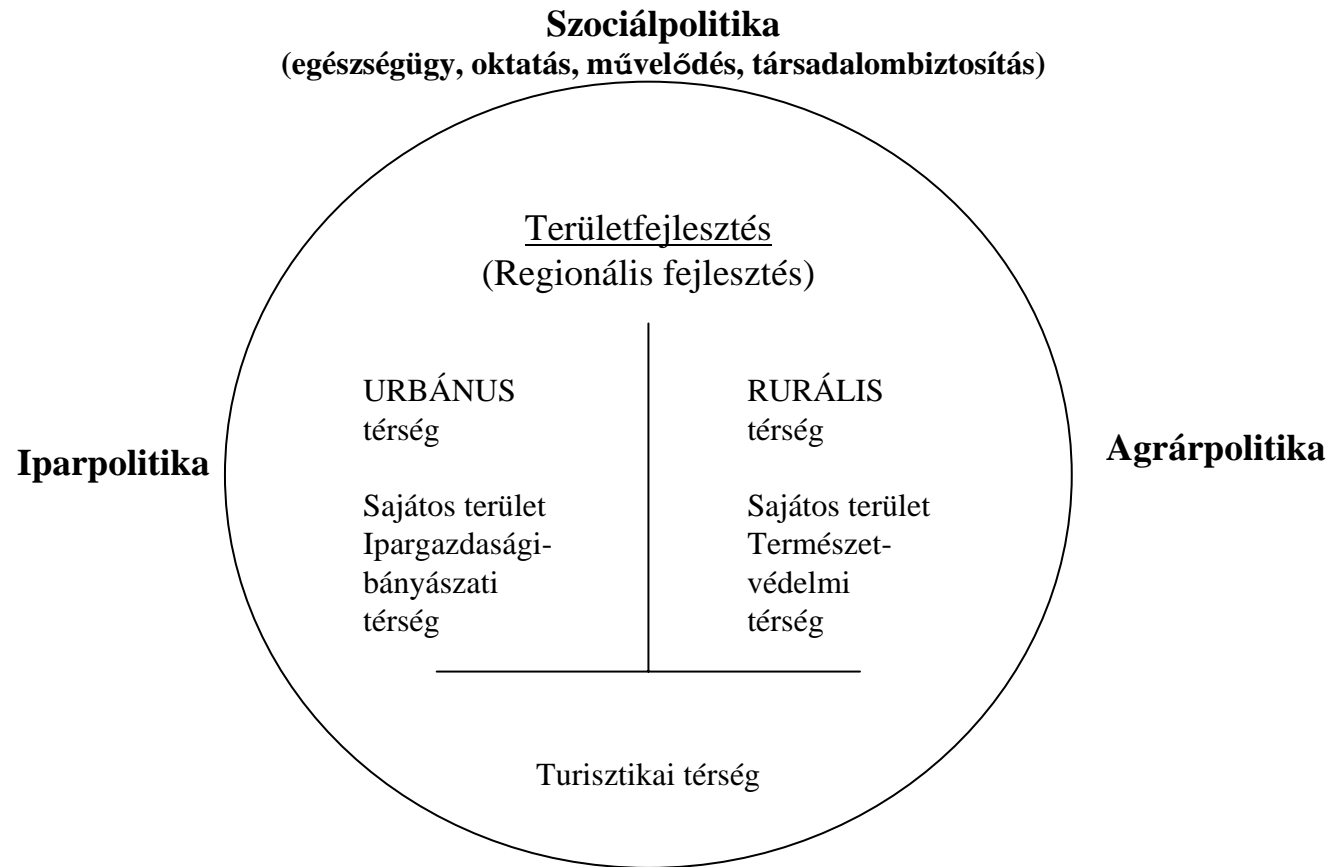 Szociálpolitika
(egészségügy, oktatás, művelődés, társadalombiztosítás)
Területfejlesztés
(Regionális fejlesztés)
URBÁNUS
térség
Sajátos terület
Ipargazdasági-
bányászati
térség
RURÁLIS
térség
Sajátos terület
Természet-
védelmi
térség
Iparpolitika
Agrárpolitika
Turisztikai térség